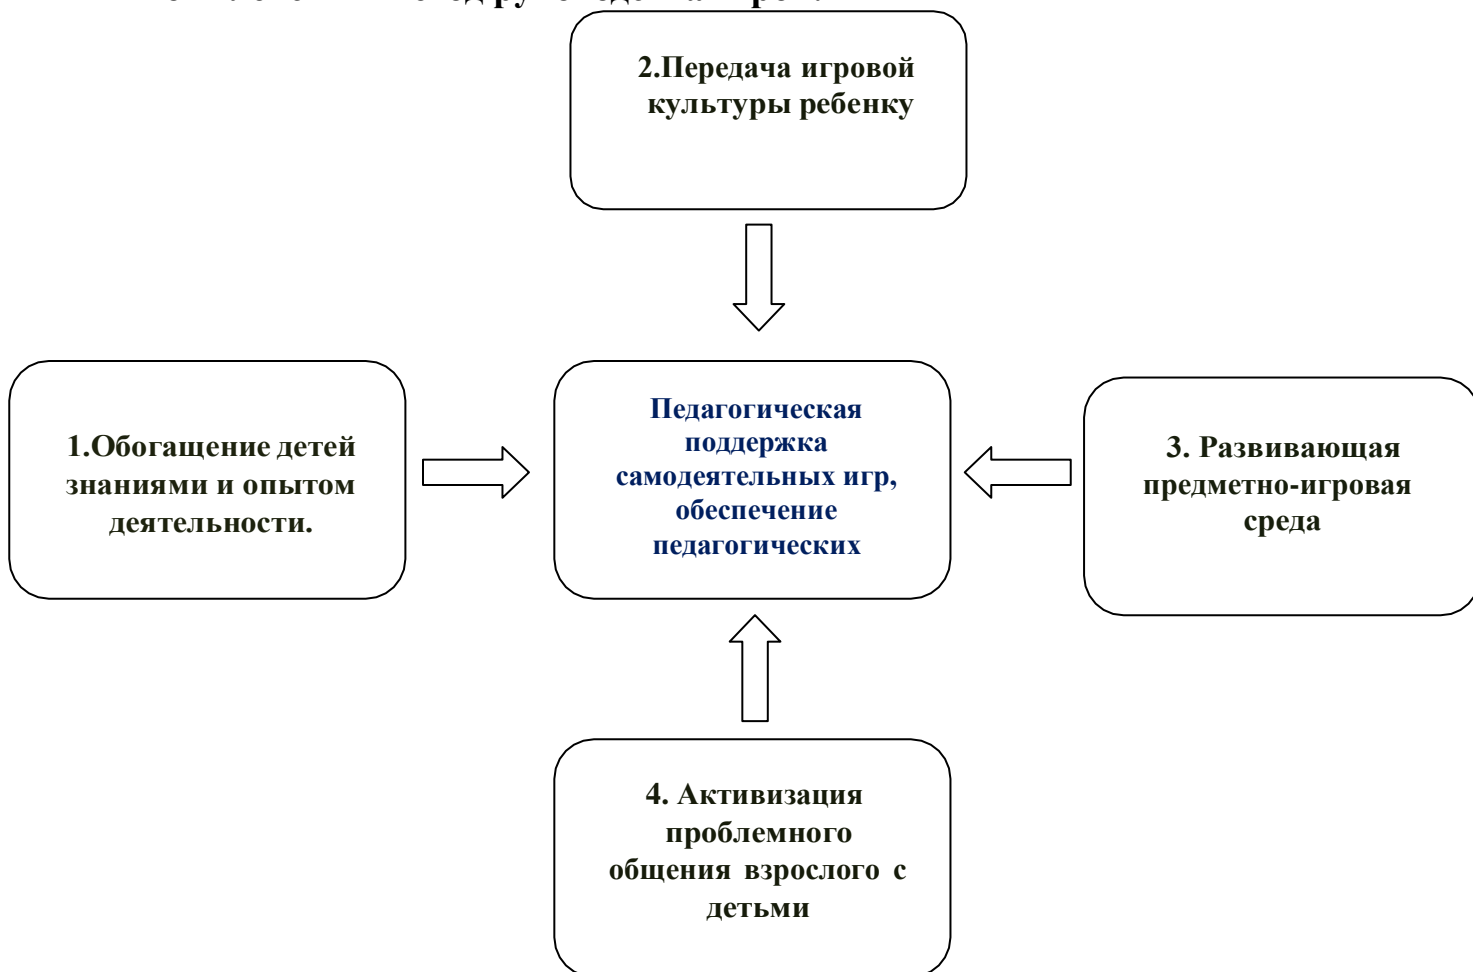 2.Передача игровой
культуры ребенку
1.Обогащение детей
знаниями и опытом
деятельности.
Педагогическая
поддержка
самодеятельных игр,
обеспечение
педагогических
3. Развивающая
предметно-игровая
среда
4. Активизация
проблемного
общения взрослого с
детьми